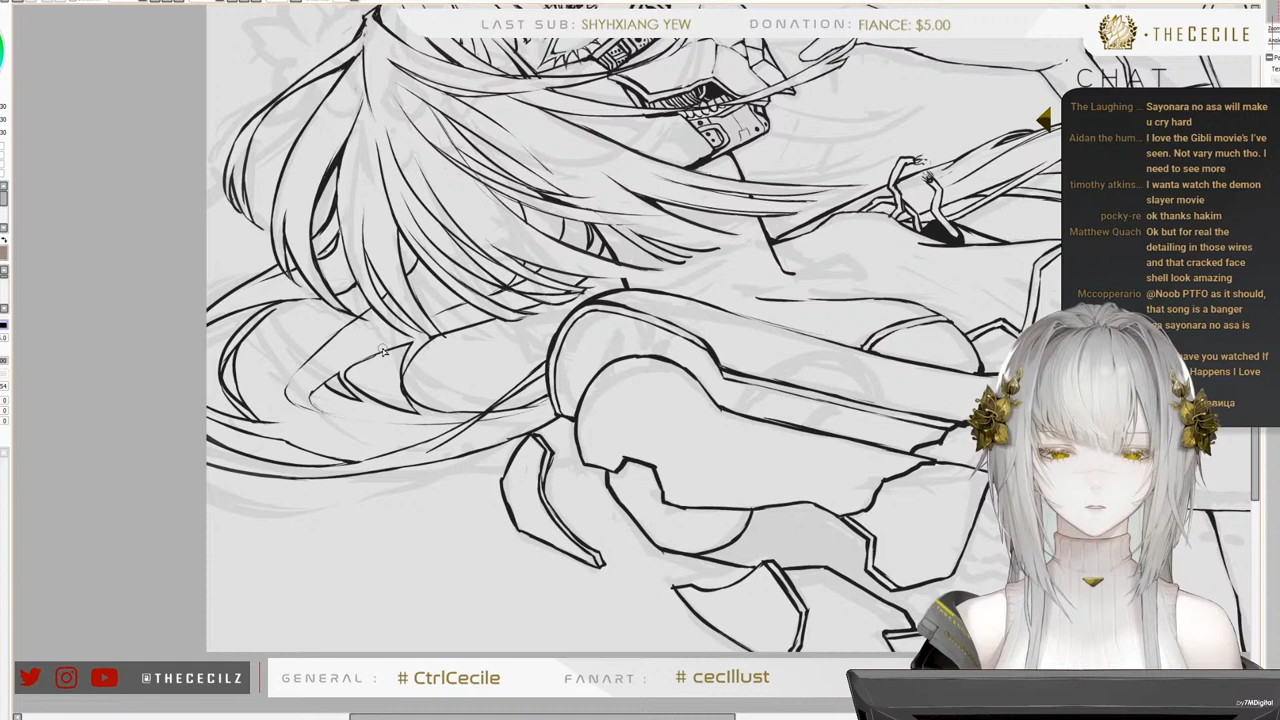 LAST SUB: SHYHXIANG YEW
DONATION: FIANCE: $5.00
·THECECILE
CHAT
The Laughing ... Sayonara no asa will make
u cry hard
Aidan the hum... I love the Gibli movie's I've
seen. Not vary much tho. I
need to see more
timothy atkins... I wanta watch the demon
slayer movie
pocky-re ok thanks hakim
Matthew Quach Ok but for real the
detailing in those wires
and that cracked face
shell look amazing
Mccopperario @Noob PTFO as it should,
that song is a banger
sayonara no asa is
have you watched If
Happens I Love
@THECECILZ
GENERAL : # CtrlCecile
FANART : # cecIllust
by7MDigital